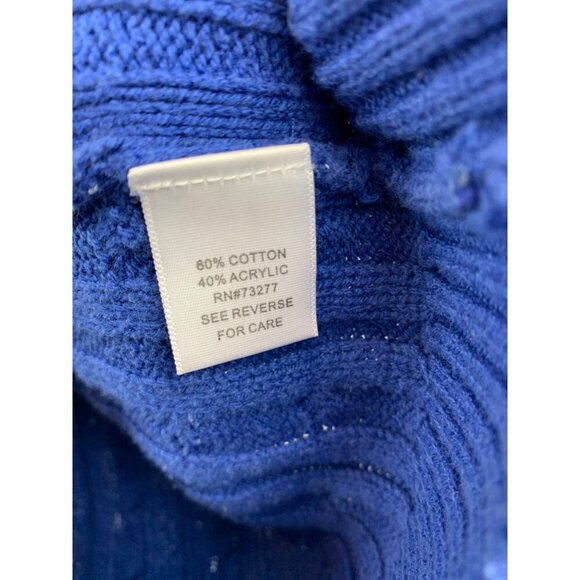 60% COTTON
40% ACRYLIC
RN#73277
SEE REVERSE
FOR CARE